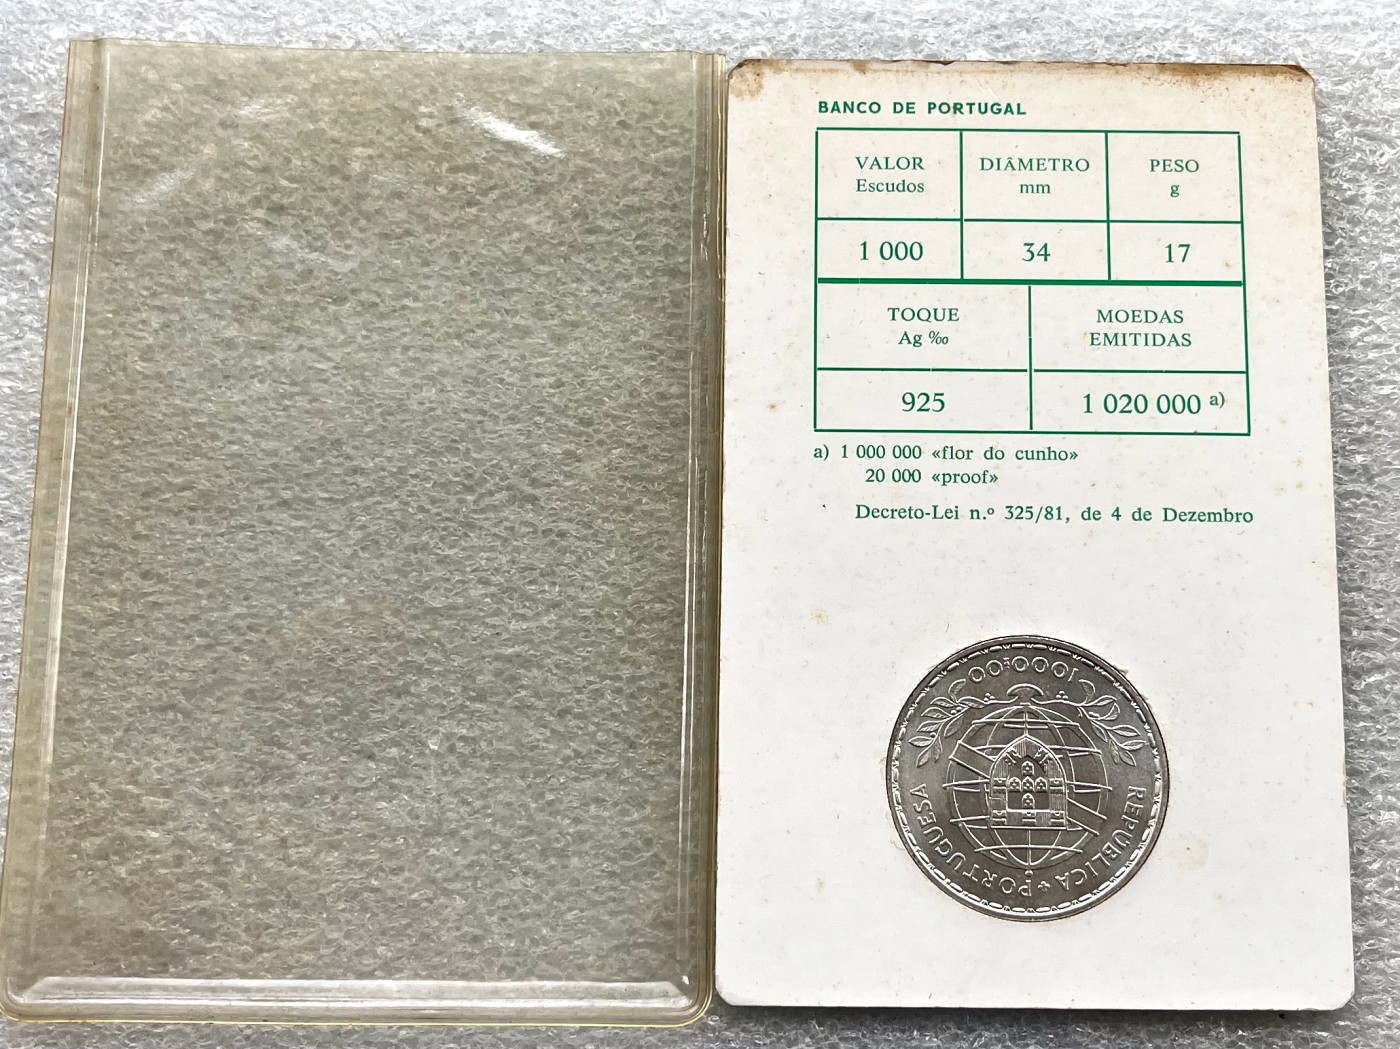 BANCO DE PORTUGAL
VALOR
Escudos
DIÂMETRO
mm
PESO
g
1 000
34
17
TOQUE
Ag ‰
MOEDAS
EMITIDAS
925
1 020 000 a)
a) 1 000 000 «flor do cunho»
20 000 «proof»
Decreto-Lei n.º 325/81, de 4 de Dezembro
1000$00
REPÚBLICA PORTUGUESA